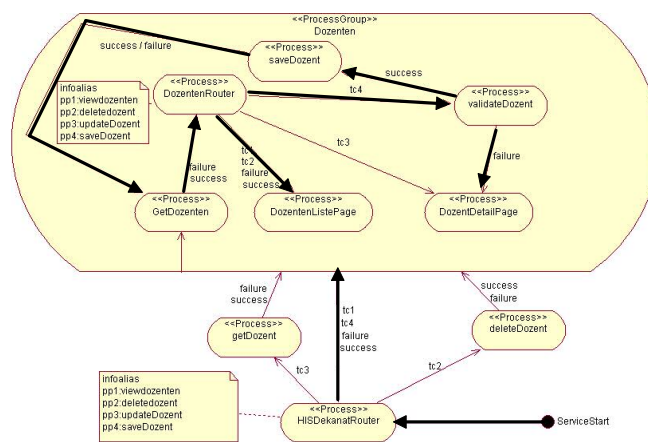 <<ProcessGroup>>
Dozenten
success / failure
<<Process>>
saveDozent
success
infoalias
pp1:viewdozenten
pp2:deletedozent
pp3:updateDozent
pp4:saveDozent
<<Process>>
DozentenRouter
tc4
<<Process>>
validateDozent
tc3
failure
success
tc1
tc2
failure
success
failure
<<Process>>
GetDozenten
<<Process>>
DozentenListePage
<<Process>>
DozentDetailPage
failure
success
tc1
tc4
failure
success
success
failure
<<Process>>
getDozent
<<Process>>
deleteDozent
tc3
tc2
infoalias
pp1:viewdozenten
pp2:deletedozent
pp3:updateDozent
pp4:saveDozent
<<Process>>
HISDekanatRouter
ServiceStart